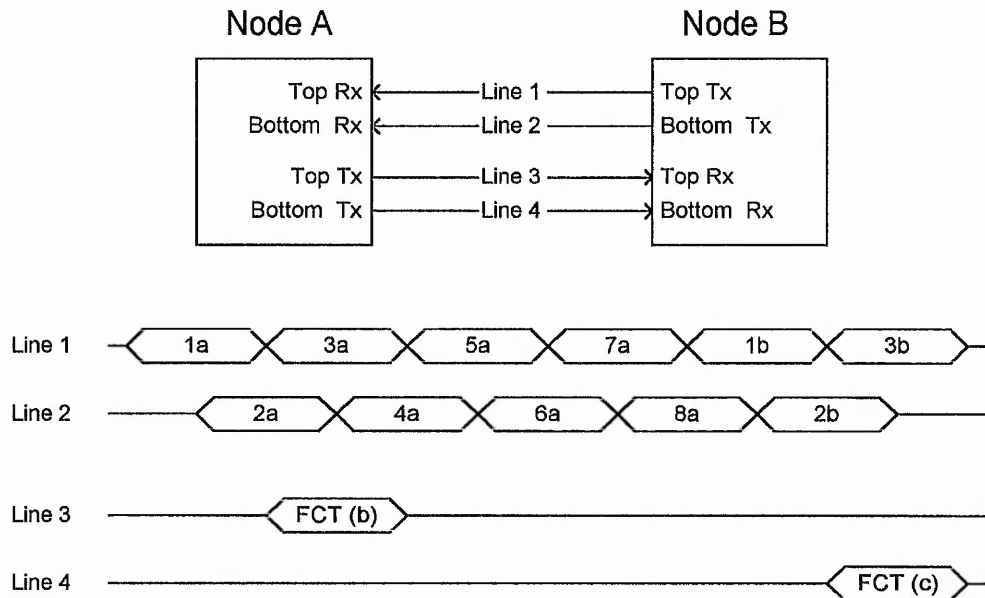 Node A Node B
Top Rx Line 1 Top Tx
Bottom Rx Line 2 Bottom Tx
Top Tx Line 3 Top Rx
Bottom Tx Line 4 Bottom Rx
Line 1 1a 3a 5a 7a 1b 3b
Line 2 2a 4a 6a 8a 2b
Line 3 FCT (b)
Line 4 FCT (c)